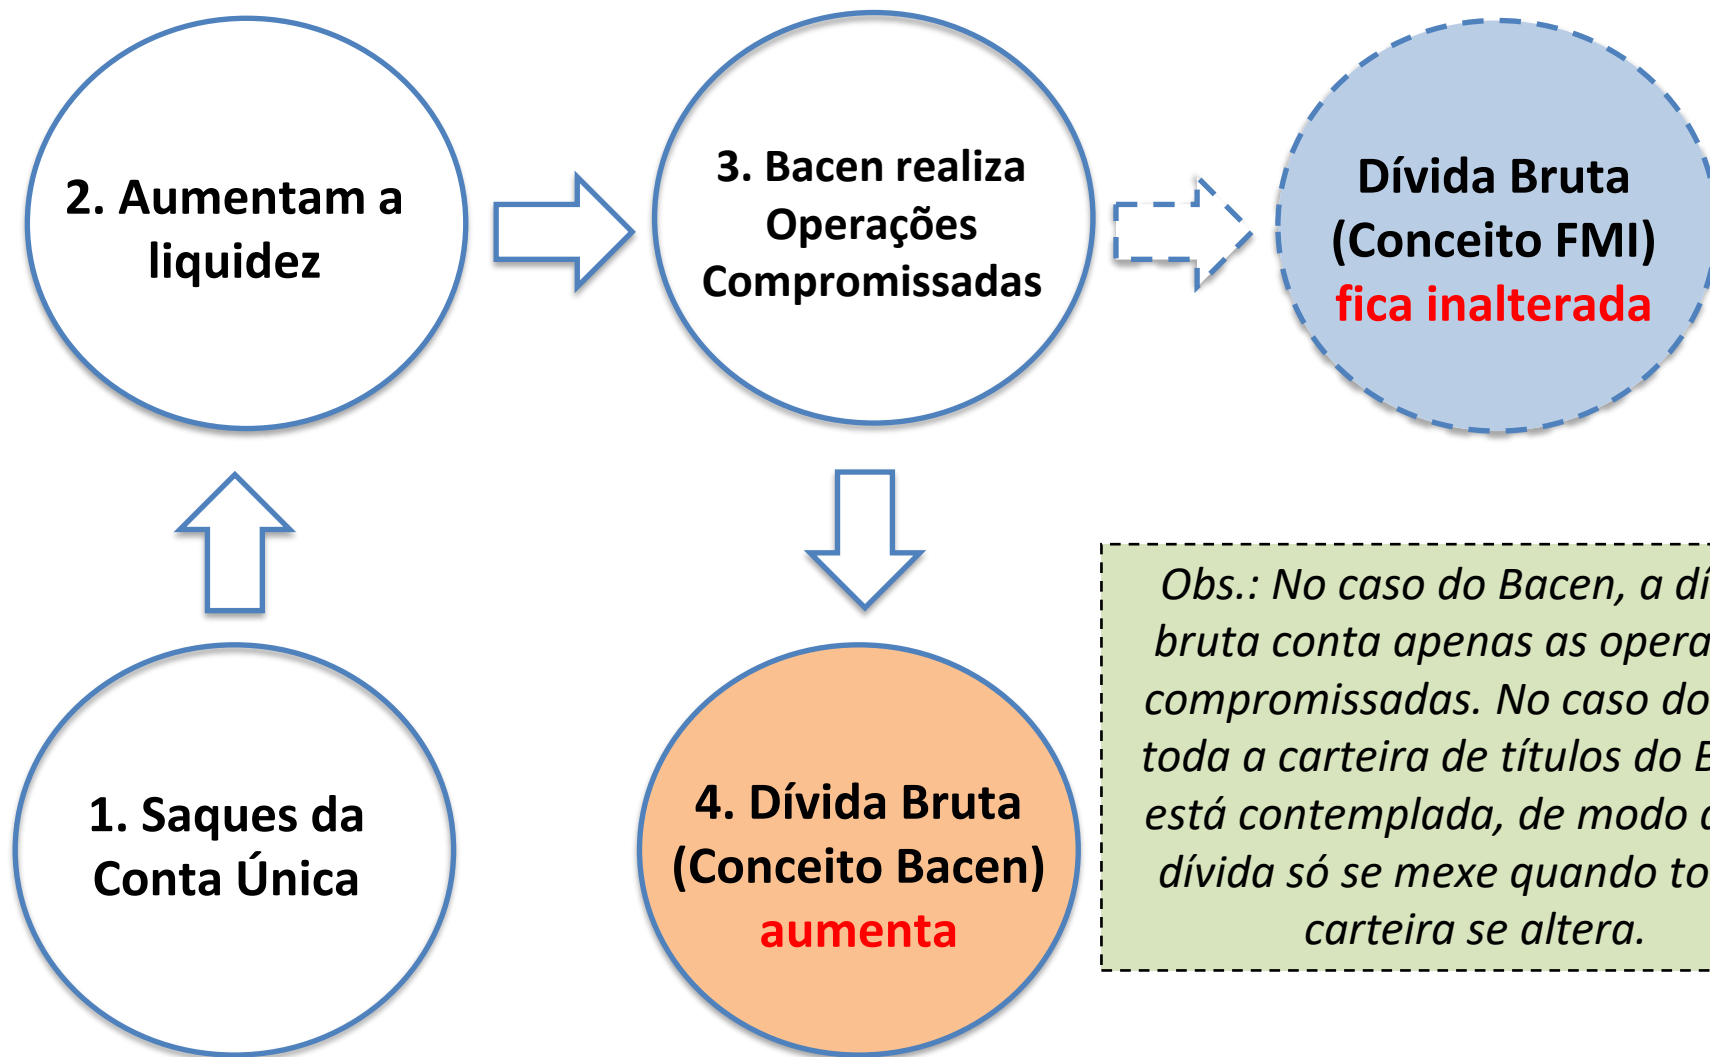 2. Aumentam a
liquidez
3. Bacen realiza
Operações
Compromissadas
Dívida Bruta
(Conceito FMI)
fica inalterada
1. Saques da
Conta Única
4. Dívida Bruta
(Conceito Bacen)
aumenta
Obs.: No caso do Bacen, a
bruta conta apenas as
compromissadas. No caso do
toda a carteira de títulos do
está contemplada, de modo
dívida só se mexe quando
carteira se altera.